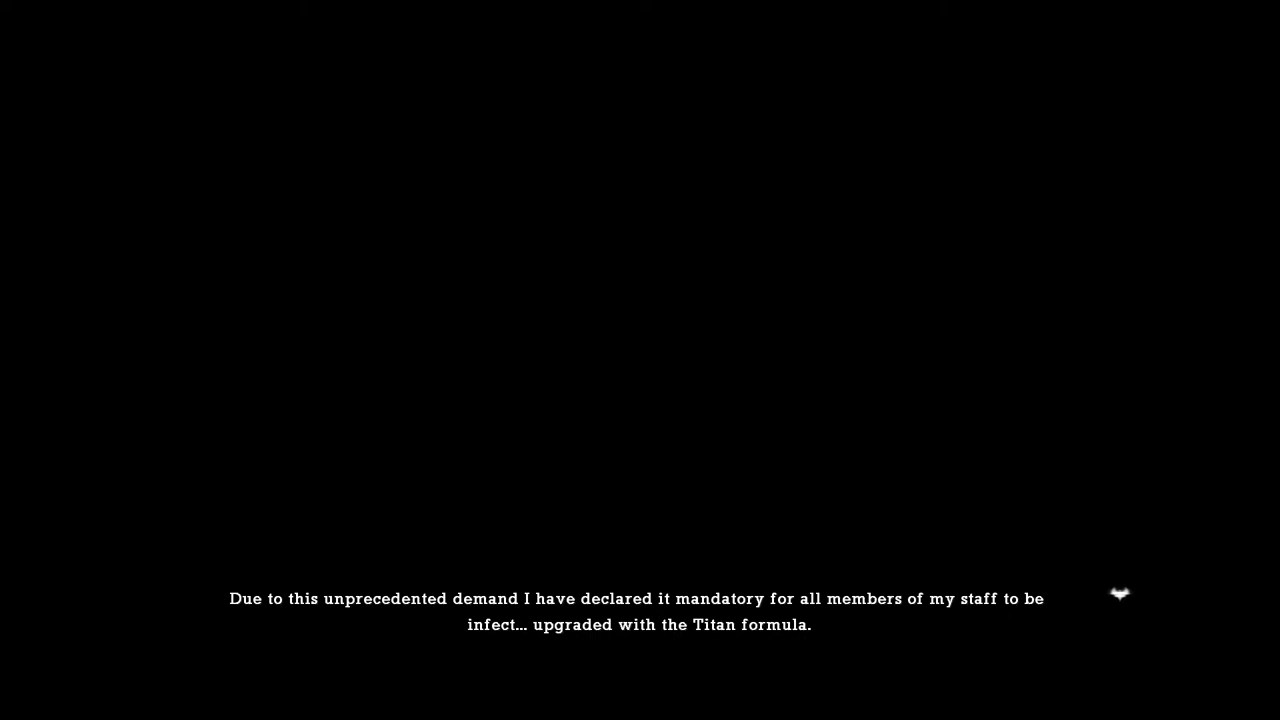 Due to this unprecedented demand I have declared it mandatory for all members of my staff to be
infect... upgraded with the Titan formula.